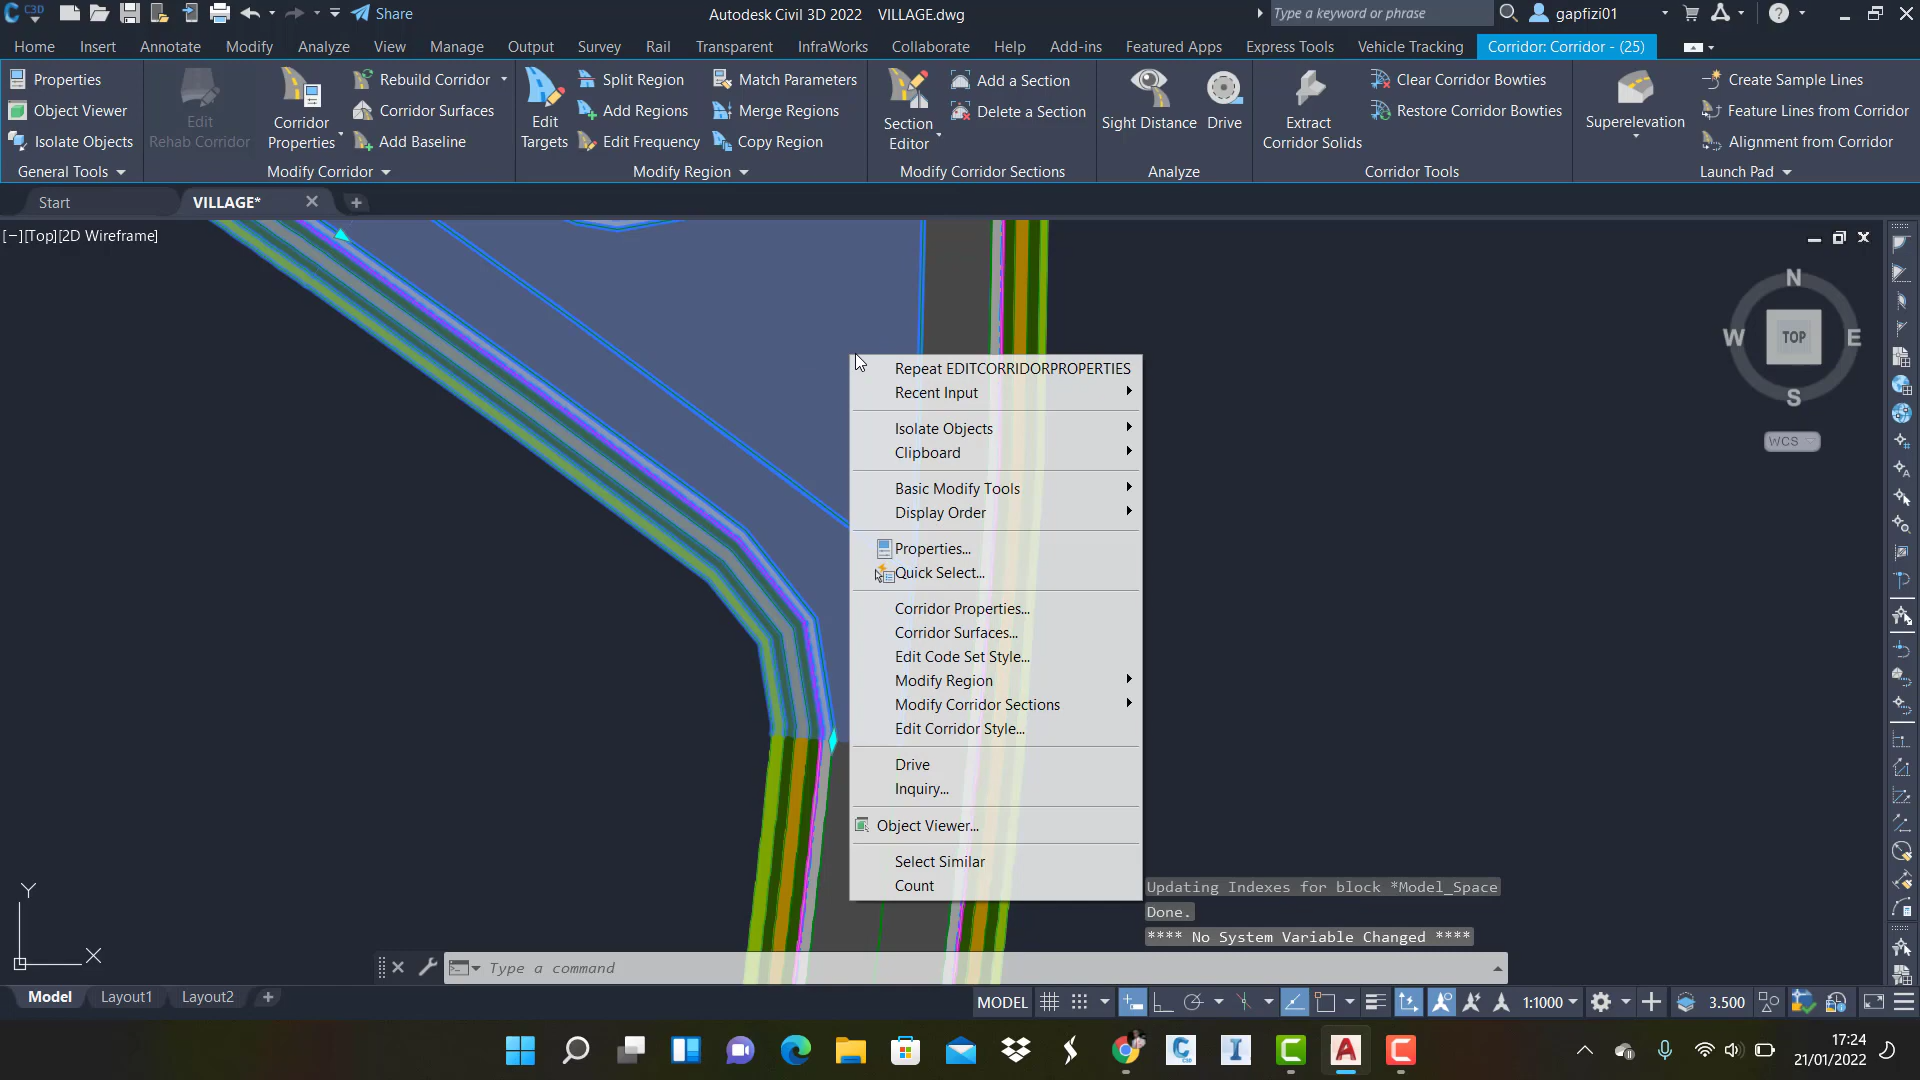 C3D Share Autodesk Civil 3D 2022 VILLAGE.dwg Type a keyword or phrase gapfizi01
Home Insert Annotate Modify Analyze View Manage Output Survey Rail Transparent InfraWorks Collaborate Help Add-ins Featured Apps Express Tools Vehicle Tracking Corridor: Corridor - (25)
Properties
Object Viewer
Isolate Objects
General Tools
Edit
Rehab Corridor
Corridor
Properties
Rebuild Corridor
Corridor Surfaces
Add Baseline
Modify Corridor
Edit
Targets
Split Region
Add Regions
Edit Frequency
Match Parameters
Merge Regions
Copy Region
Modify Region
Section
Editor
Add a Section
Delete a Section
Modify Corridor Sections
Sight Distance
Drive
Analyze
Extract
Corridor Solids
Clear Corridor Bowties
Restore Corridor Bowties
Corridor Tools
Superelevation
Create Sample Lines
Feature Lines from Corridor
Alignment from Corridor
Launch Pad
Start VILLAGE*
[−][Top][2D Wireframe]
N
W TOP E
S
WCS
Repeat EDITCORRIDORPROPERTIES
Recent Input
Isolate Objects
Clipboard
Basic Modify Tools
Display Order
Properties...
Quick Select...
Corridor Properties...
Corridor Surfaces...
Edit Code Set Style...
Modify Region
Modify Corridor Sections
Edit Corridor Style...
Drive
Inquiry...
Object Viewer...
Select Similar
Count
Updating Indexes for block *Model_Space
Done.
**** No System Variable Changed ****
Y
X
Type a command
Model Layout1 Layout2
MODEL 1:1000 3.500
17:24
21/01/2022